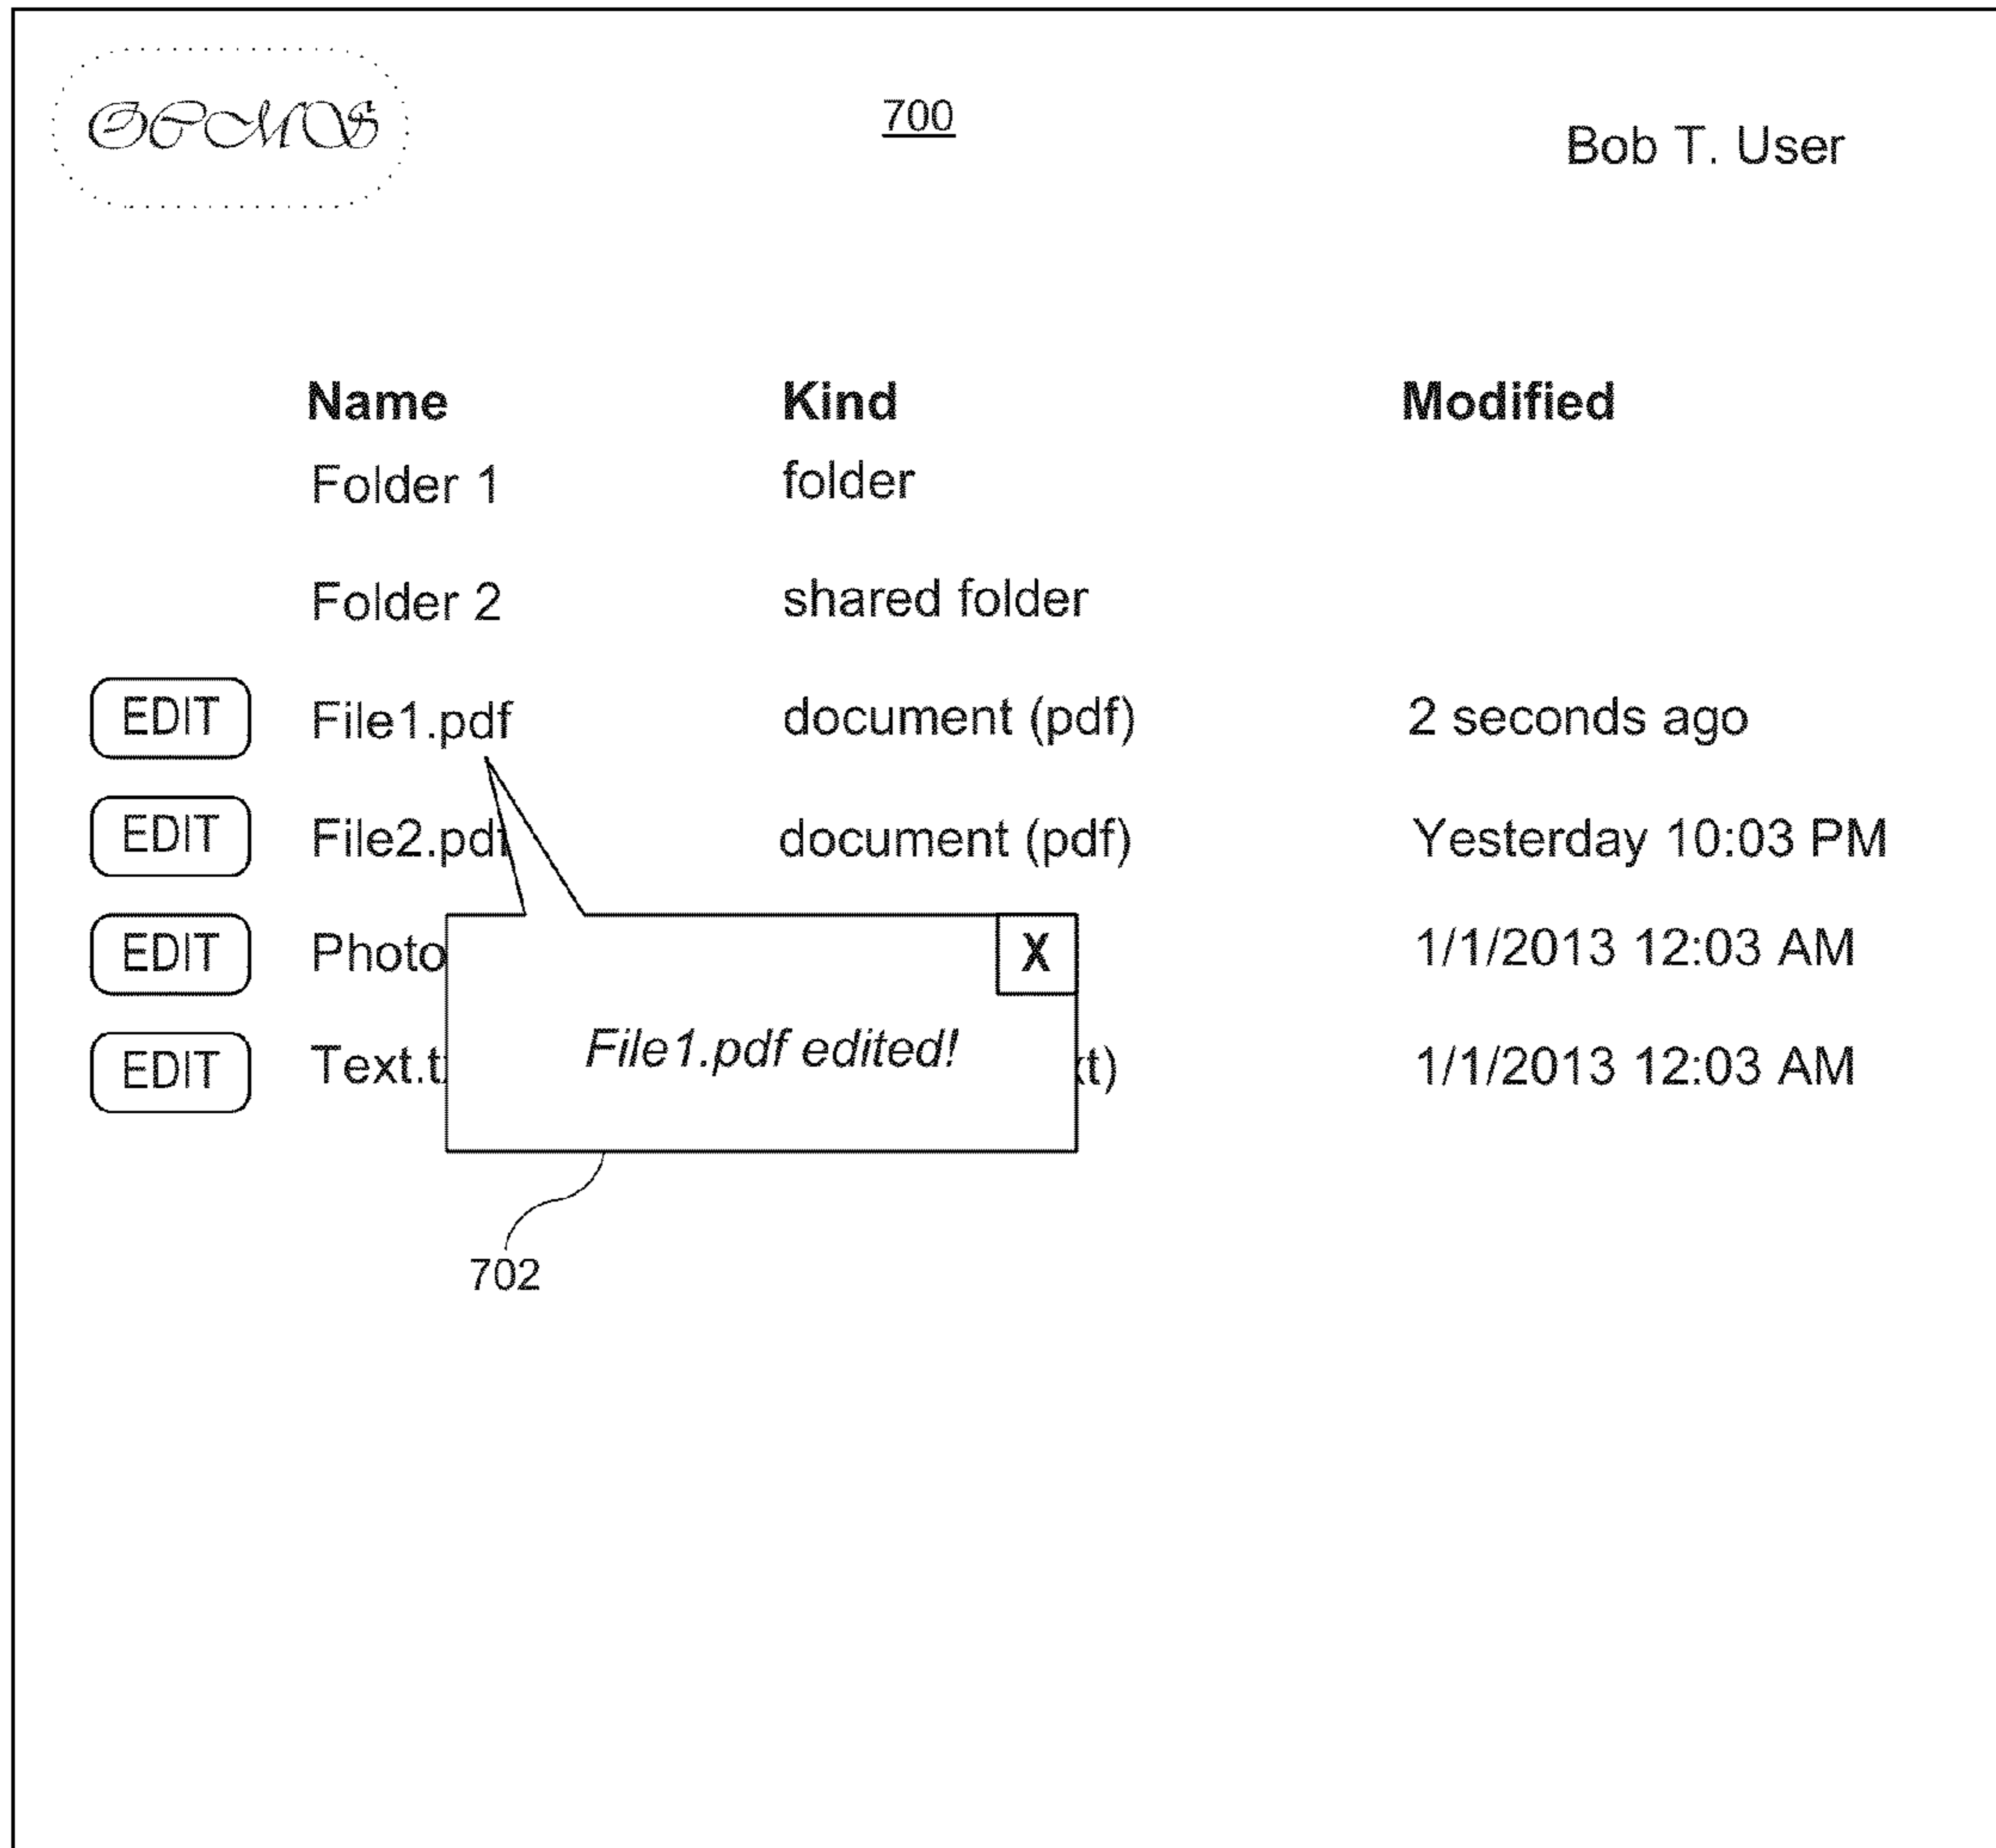 OCMS
700
Bob T. User
Name Kind Modified
Folder 1 folder
Folder 2 shared folder
EDIT File1.pdf document (pdf) 2 seconds ago
EDIT File2.pdf document (pdf) Yesterday 10:03 PM
EDIT Photo X 1/1/2013 12:03 AM
EDIT Text.t File1.pdf edited! xt) 1/1/2013 12:03 AM
702